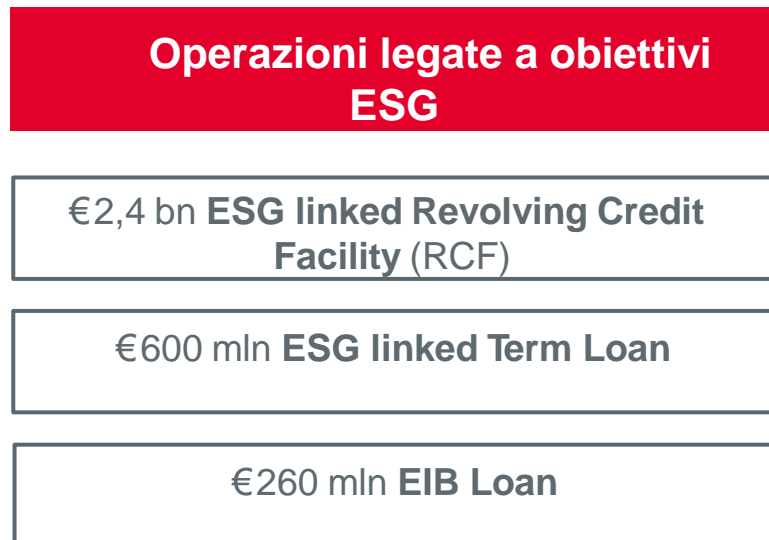 Operazioni legate a obiettivi
ESG
€2,4 bn ESG linked Revolving Credit
Facility (RCF)
€600 mln ESG linked Term Loan
€260 mln EIB Loan